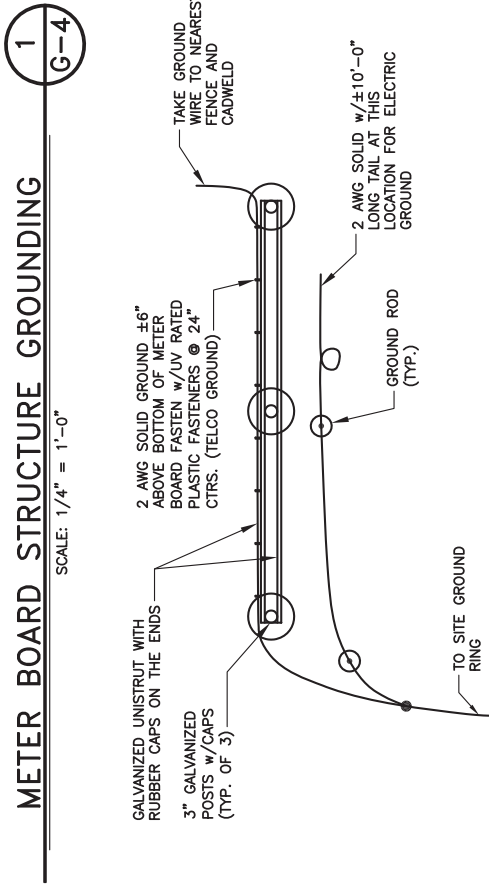 1
G-4
METER BOARD STRUCTURE GROUNDING
SCALE: 1/4" = 1'-0"
GALVANIZED UNISTRUT WITH
RUBBER CAPS ON THE ENDS
3" GALVANIZED
POSTS w/CAPS
(TYP. OF 3)
2 AWG SOLID GROUND ±6"
ABOVE BOTTOM OF METER
BOARD FASTEN w/UV RATED
PLASTIC FASTENERS @ 24"
CTRS. (TELCO GROUND)
TAKE GROUND
WIRE TO NEAREST
FENCE AND
CADWELD
2 AWG SOLID w/±10'-0"
LONG TAIL AT THIS
LOCATION FOR ELECTRIC
GROUND
GROUND ROD
(TYP.)
TO SITE GROUND
RING